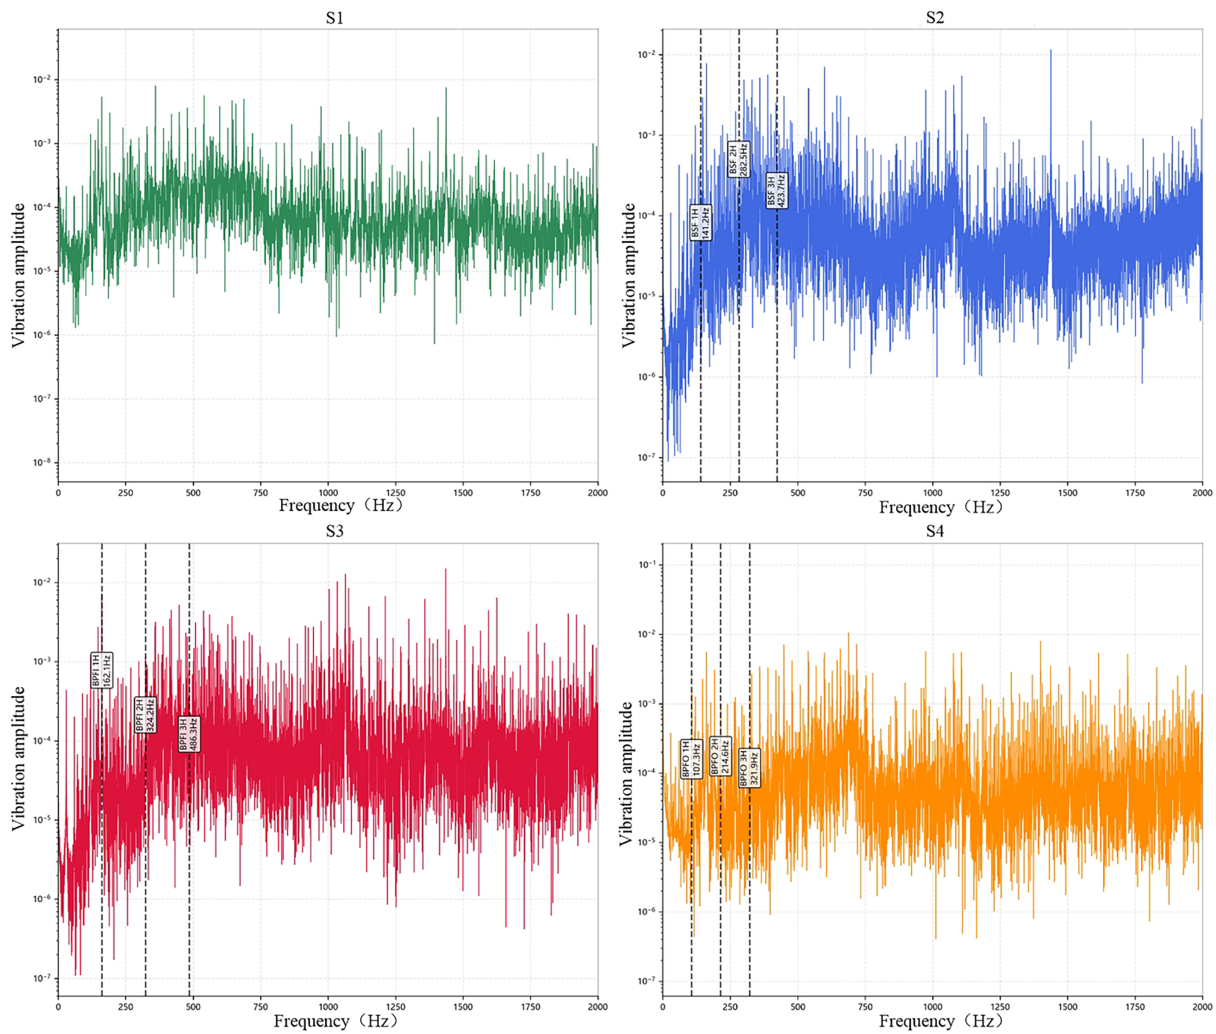 S1
Vibration amplitude
10⁻²
10⁻³
10⁻⁴
10⁻⁵
10⁻⁶
10⁻⁷
10⁻⁸
0 250 500 750 1000 1250 1500 1750 2000
Frequency（Hz）
S2
Vibration amplitude
10⁻²
10⁻³
10⁻⁴
10⁻⁵
10⁻⁶
10⁻⁷
BSF 1H
141.2Hz
BSF 2H
282.5Hz
BSF 3H
423.7Hz
0 250 500 750 1000 1250 1500 1750 2000
Frequency（Hz）
S3
Vibration amplitude
10⁻²
10⁻³
10⁻⁴
10⁻⁵
10⁻⁶
10⁻⁷
BPFI 1H
162.1Hz
BPFI 2H
324.2Hz
BPFI 3H
486.3Hz
0 250 500 750 1000 1250 1500 1750 2000
Frequency（Hz）
S4
Vibration amplitude
10⁻¹
10⁻²
10⁻³
10⁻⁴
10⁻⁵
10⁻⁶
10⁻⁷
BPFO 1H
107.3Hz
BPFO 2H
214.6Hz
BPFO 3H
321.9Hz
0 250 500 750 1000 1250 1500 1750 2000
Frequency（Hz）